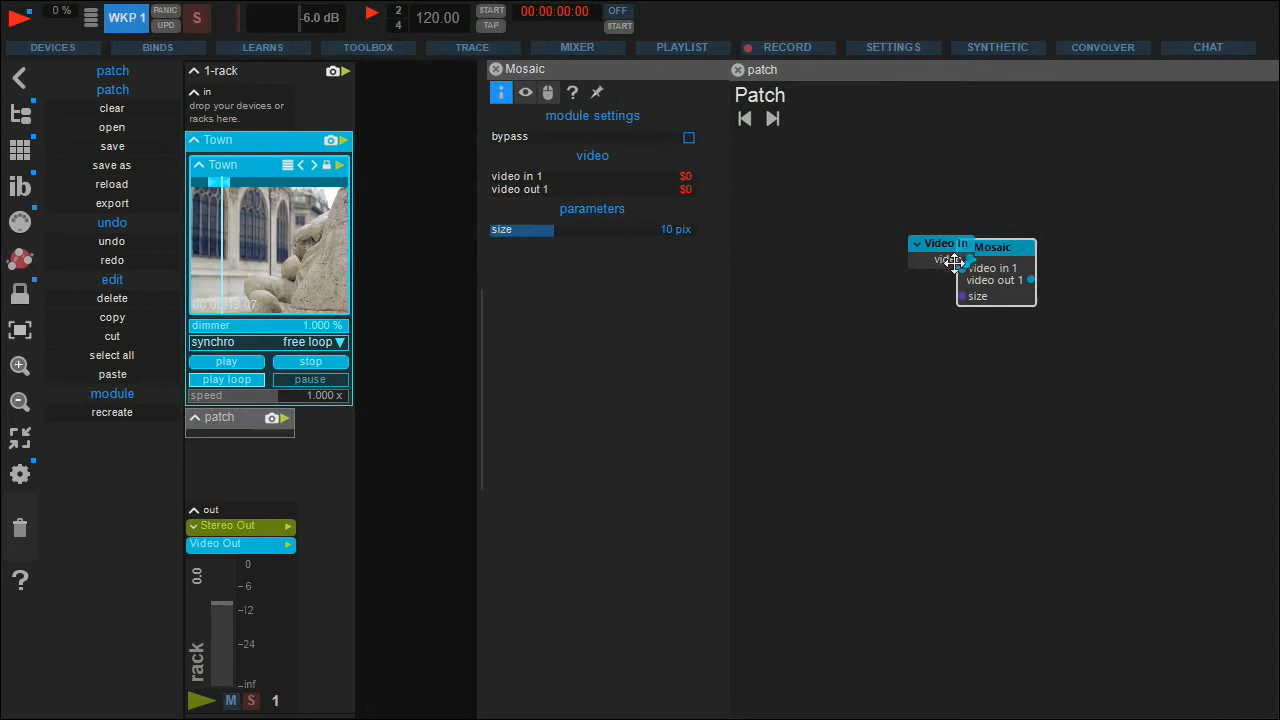 0 %
WKP 1
PANIC
UPD
S
-6.0 dB
2
4
120.00
START
TAP
00:00:00:00
OFF
START
DEVICES
BINDS
LEARNS
TOOLBOX
TRACE
MIXER
PLAYLIST
RECORD
SETTINGS
SYNTHETIC
CONVOLVER
CHAT
patch
patch
clear
open
save
save as
reload
export
undo
undo
redo
edit
delete
copy
cut
select all
paste
module
recreate
ib
?
1-rack
in
drop your devices or
racks here.
Town
Town
dimmer 1.000 %
synchro free loop
play stop
play loop pause
speed 1.000 x
patch
out
Stereo Out
Video Out
0.0
0
-6
-12
-24
-inf
rack
M S 1
Mosaic
i ?
module settings
bypass
video
video in 1 $0
video out 1 $0
parameters
size 10 pix
patch
Patch
Video In
Mosaic
video in 1
video out 1
size